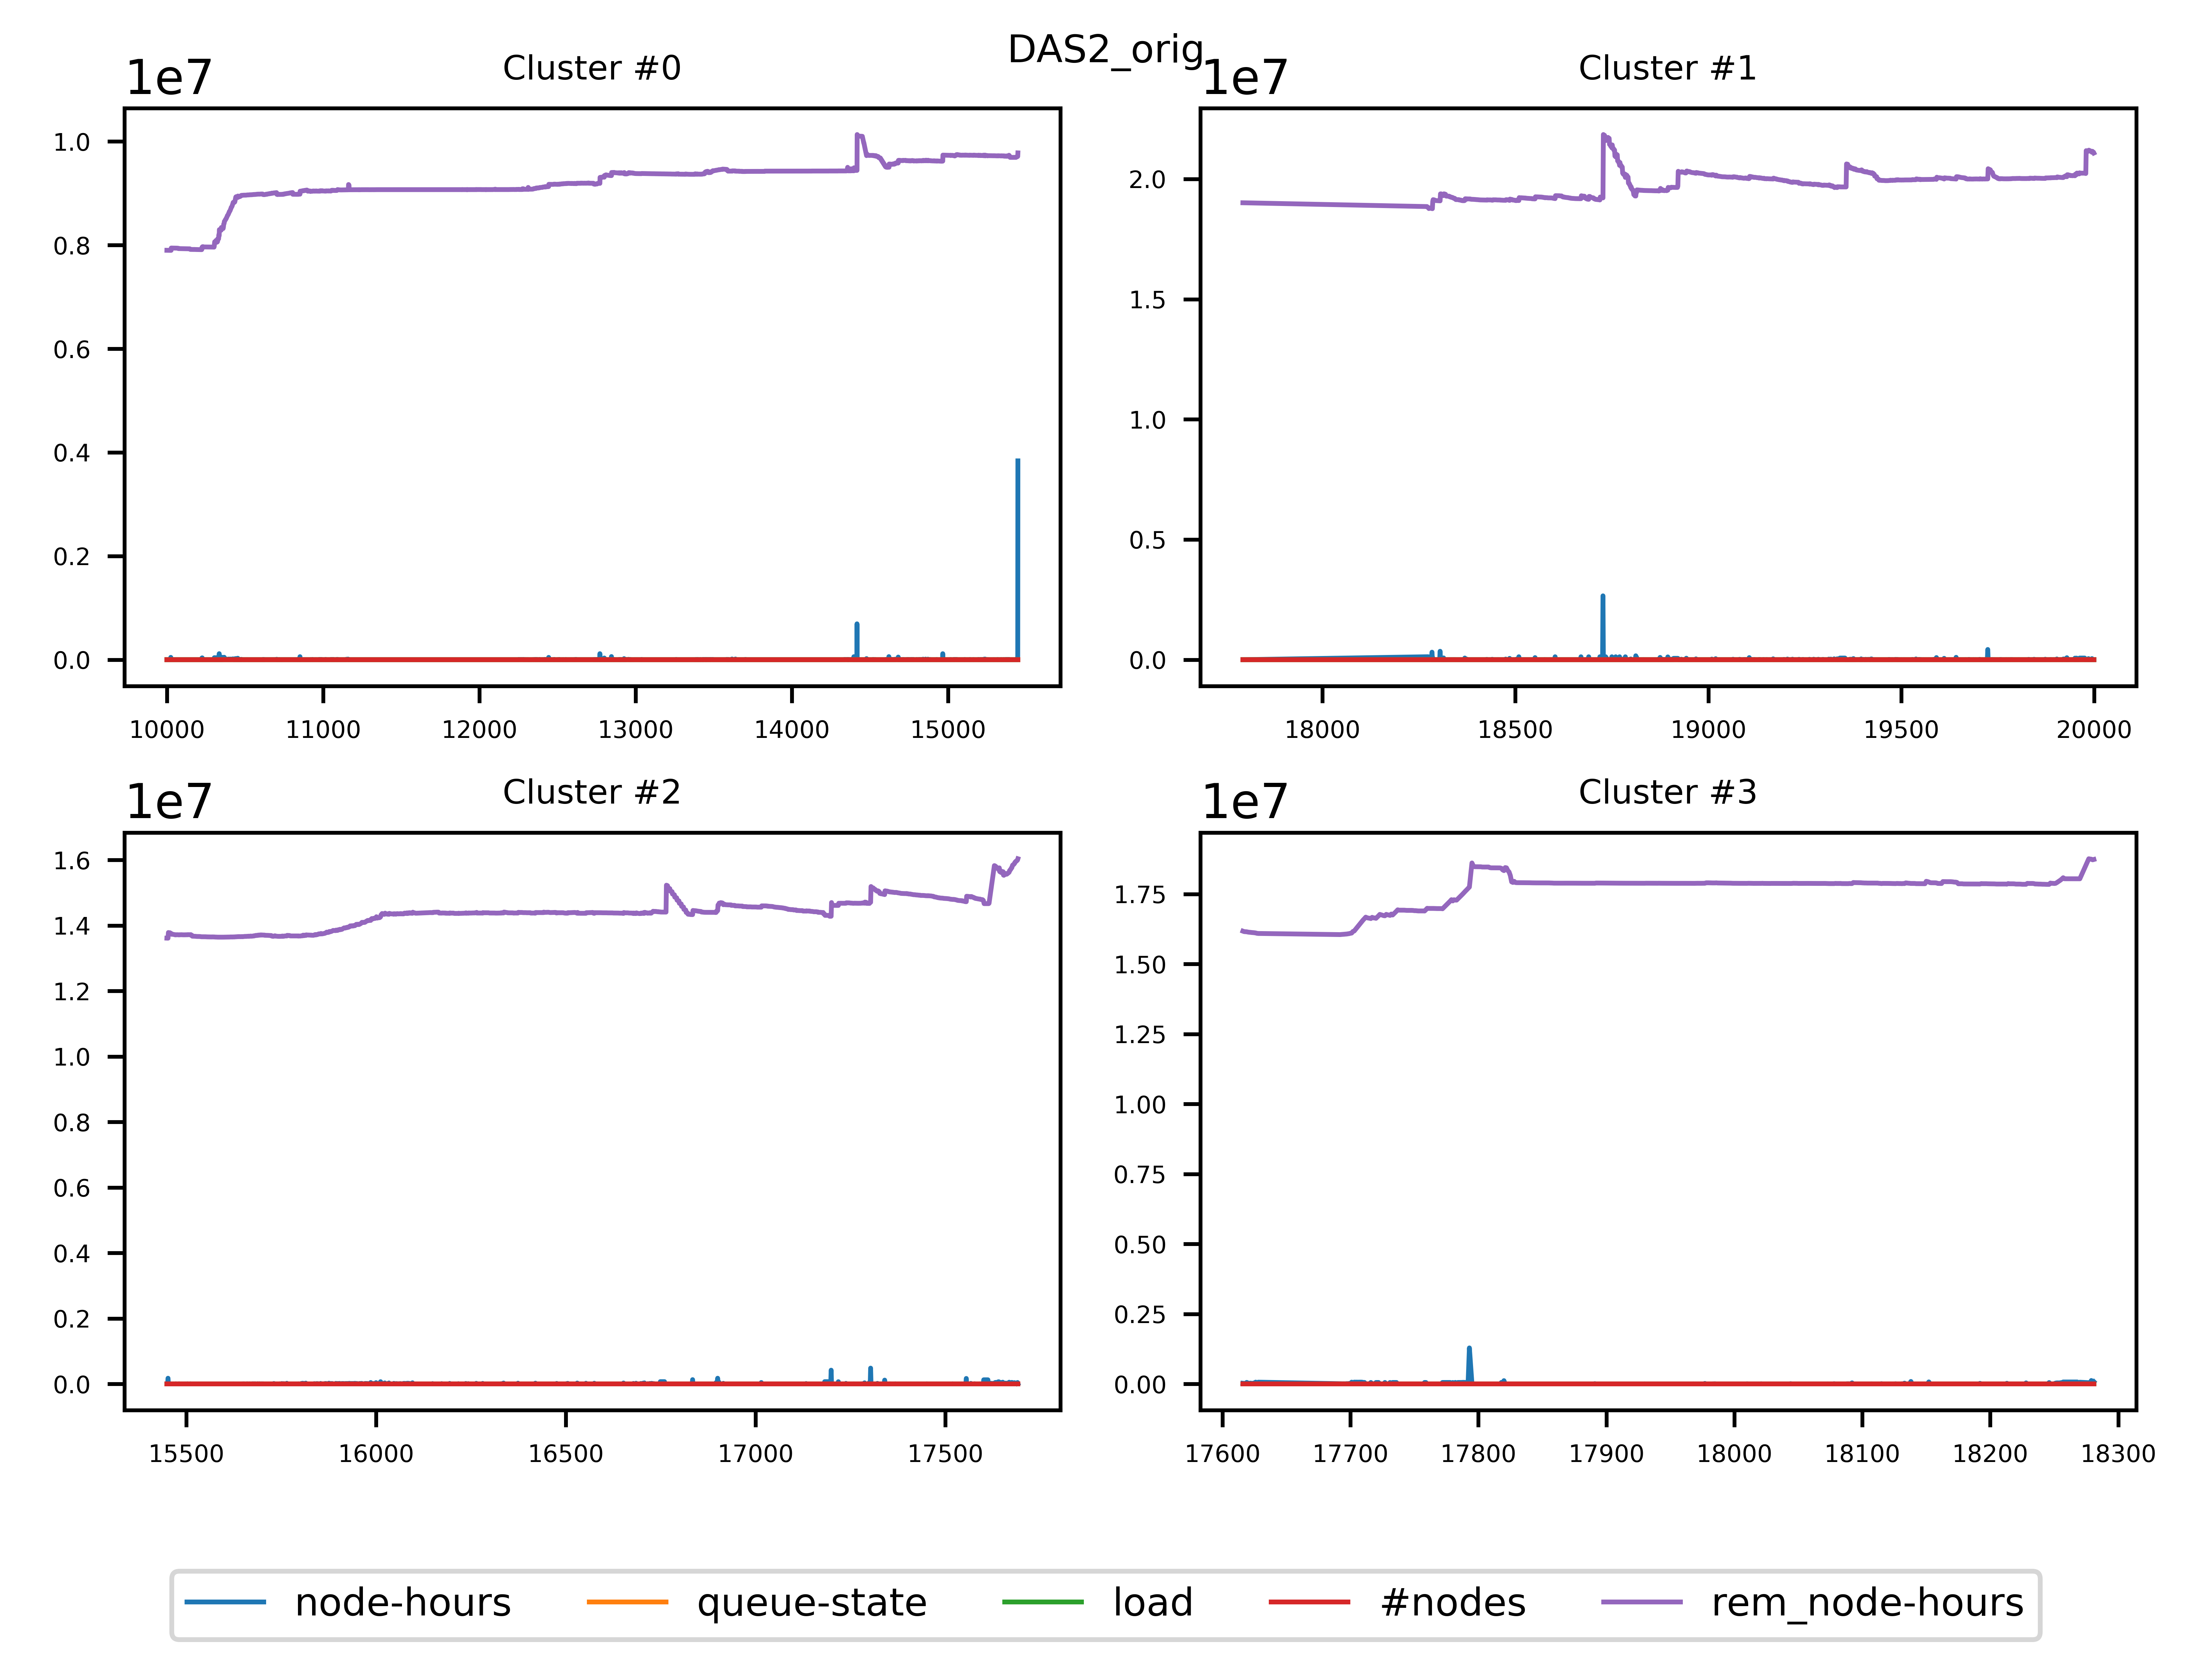 DAS2_orig
Cluster #0
1e7
1.0
0.8
0.6
0.4
0.2
0.0
10000 11000 12000 13000 14000 15000
Cluster #1
1e7
2.0
1.5
1.0
0.5
0.0
18000 18500 19000 19500 20000
Cluster #2
1e7
1.6
1.4
1.2
1.0
0.8
0.6
0.4
0.2
0.0
15500 16000 16500 17000 17500
Cluster #3
1e7
1.75
1.50
1.25
1.00
0.75
0.50
0.25
0.00
17600 17700 17800 17900 18000 18100 18200 18300
node-hours queue-state load #nodes rem_node-hours